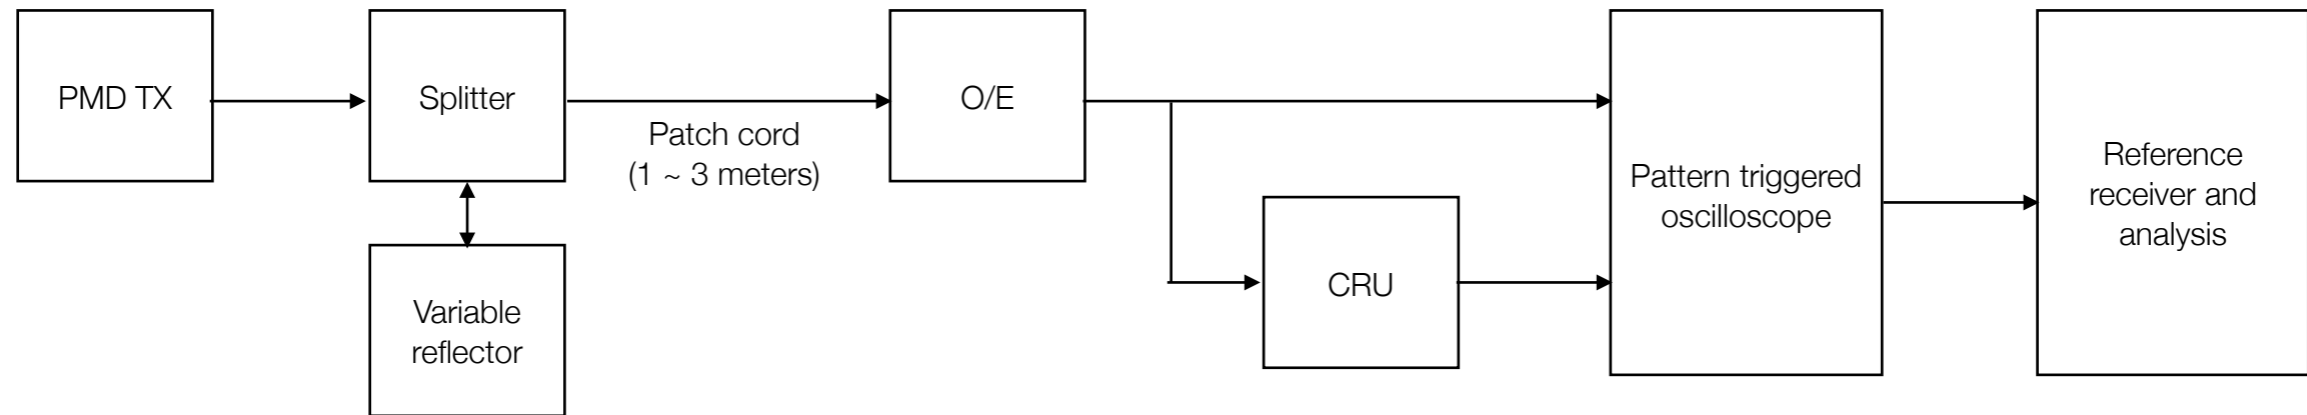 PMD TX
Splitter
Patch cord
(1 ~ 3 meters)
O/E
Variable
reflector
CRU
Pattern triggered
oscilloscope
Reference
receiver and
analysis